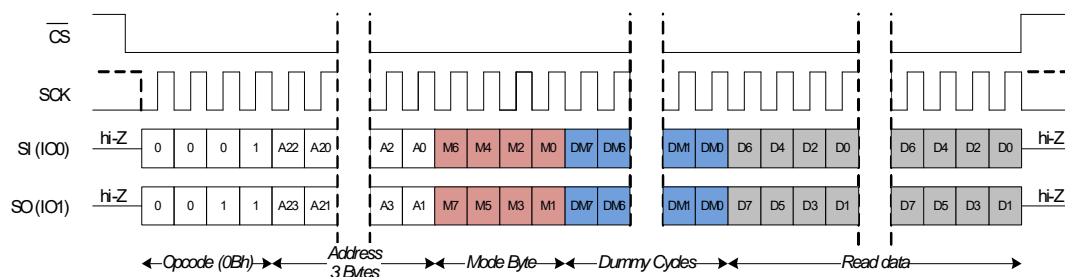 CS
SCK
hi-Z
SI (IO0)
0 0 0 1 A22 A20 A2 A0 M6 M4 M2 M0 DM7 DM6 DM1 DM0 D6 D4 D2 D0 D6 D4 D2 D0
hi-Z
hi-Z
SO (IO1)
0 0 1 1 A23 A21 A3 A1 M7 M5 M3 M1 DM7 DM6 DM1 DM0 D7 D5 D3 D1 D7 D5 D3 D1
hi-Z
Opcode (0Bh) Address Mode Byte Dummy Cycles Read data
3 Bytes